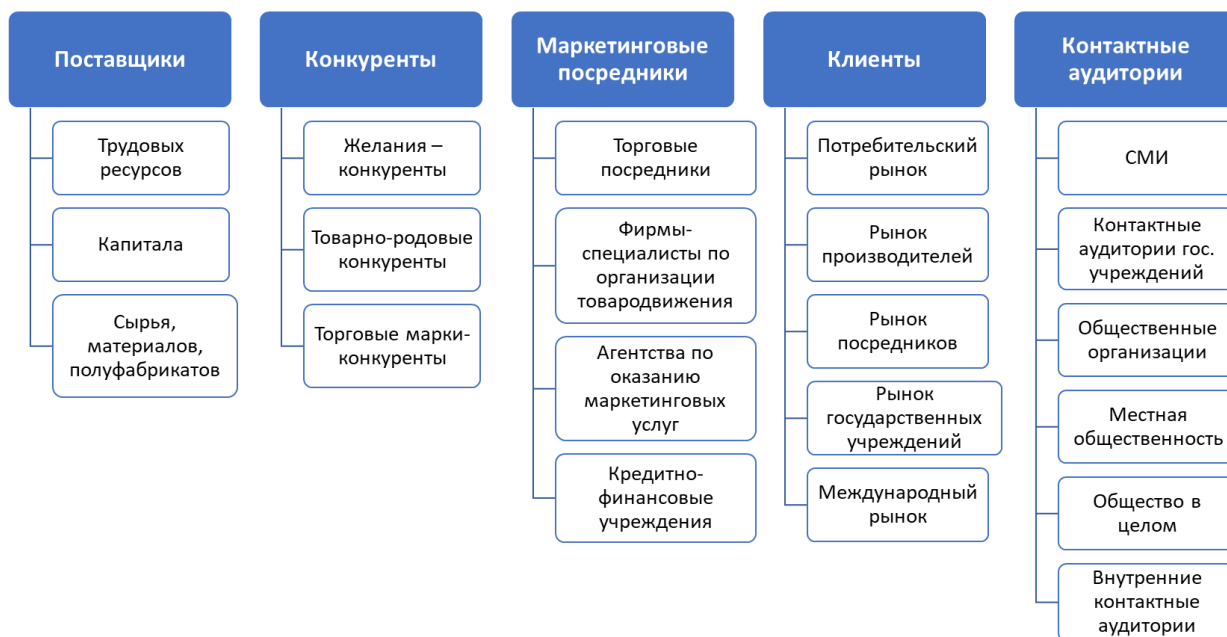 Поставщики
Трудовых
ресурсов
Капитала
Сырья,
материалов,
полуфабрикатов
Конкуренты
Желания –
конкуренты
Товарно-родовые
конкуренты
Торговые марки-
конкуренты
Маркетинговые
посредники
Торговые
посредники
Фирмы-
специалисты по
организации
товародвижения
Агентства по
оказанию
маркетинговых
услуг
Кредитно-
финансовые
учреждения
Клиенты
Потребительский
рынок
Рынок
производителей
Рынок
посредников
Рынок
государственных
учреждений
Международный
рынок
Контактные
аудитории
СМИ
Контактные
аудитории гос.
учреждений
Общественные
организации
Местная
общественность
Общество в
целом
Внутренние
контактные
аудитории